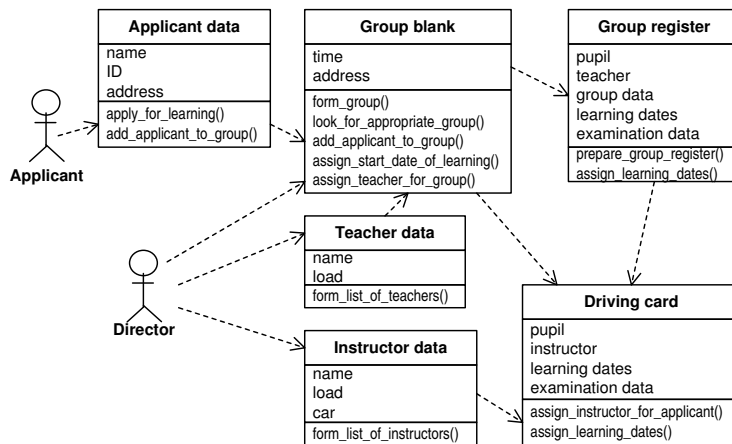 Applicant data
name
ID
address
apply_for_learning()
add_applicant_to_group()
Group blank
time
address
form_group()
look_for_appropriate_group()
add_applicant_to_group()
assign_start_date_of_learning()
assign_teacher_for_group()
Group register
pupil
teacher
group data
learning dates
examination data
prepare_group_register()
assign_learning_dates()
Applicant
Teacher data
name
load
form_list_of_teachers()
Director
Instructor data
name
load
car
form_list_of_instructors()
Driving card
pupil
instructor
learning dates
examination data
assign_instructor_for_applicant()
assign_learning_dates()